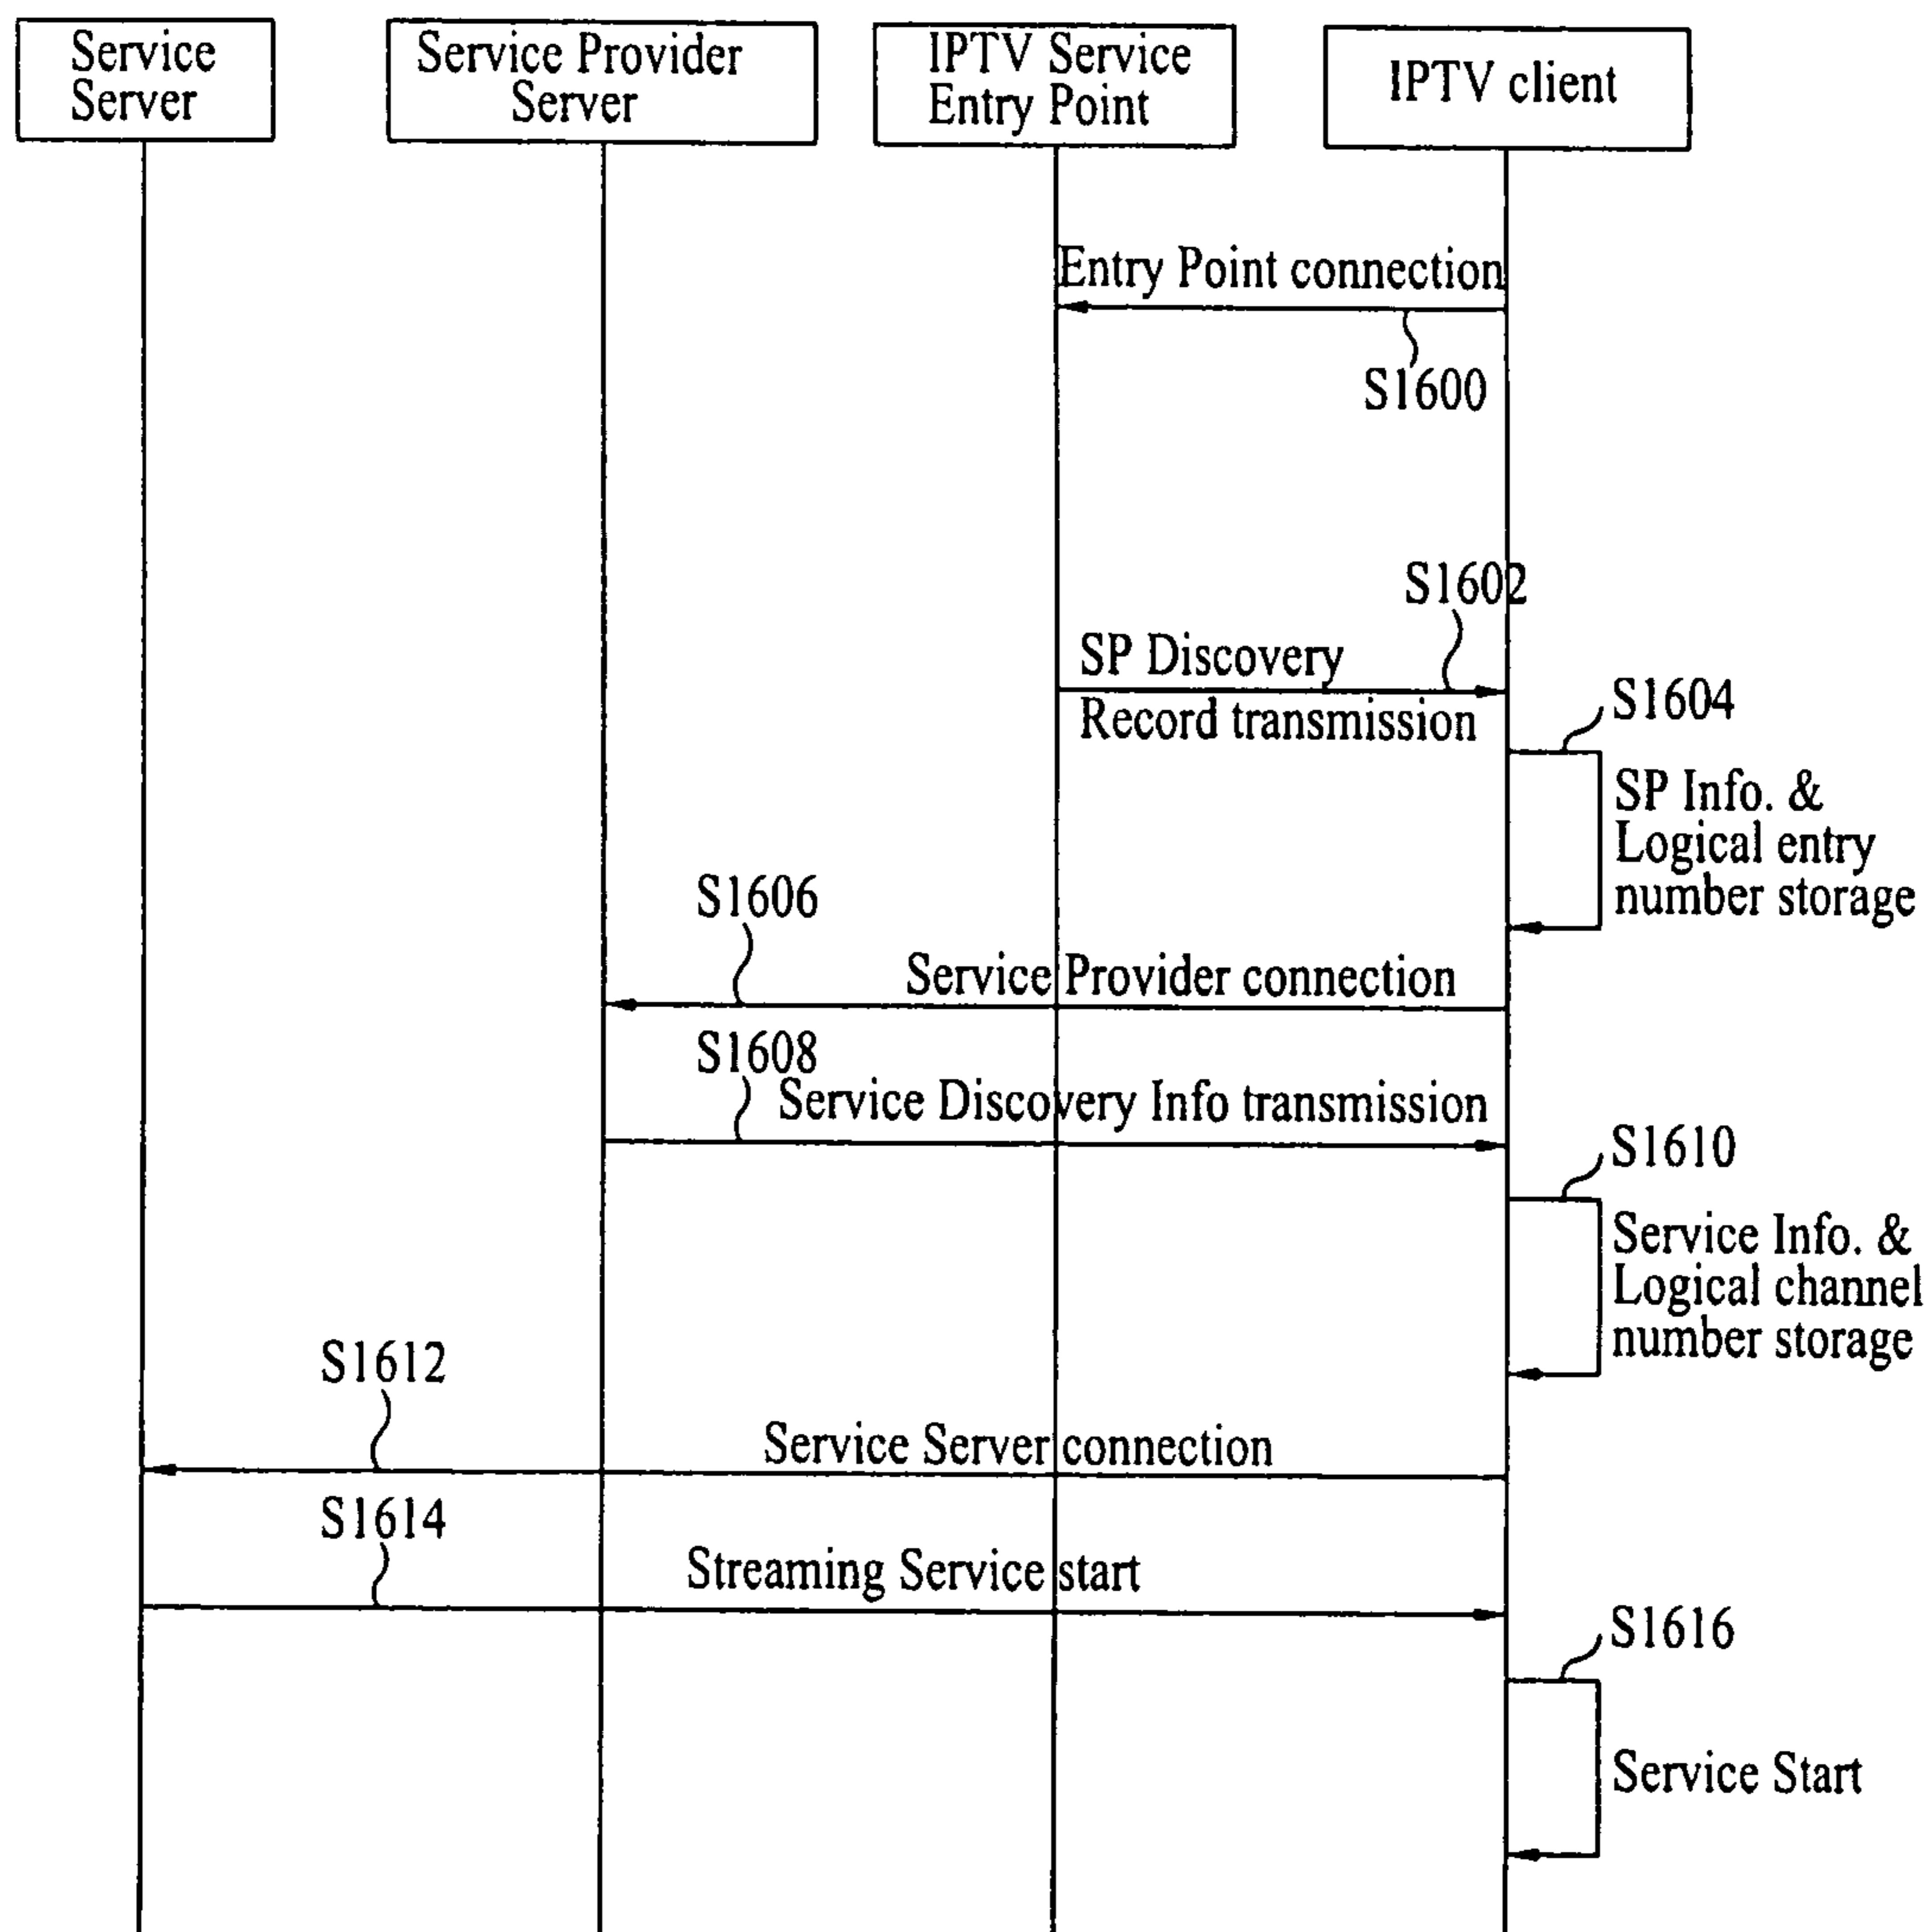 Service
Server
Service Provider
Server
IPTV Service
Entry Point
IPTV client
Entry Point connection
S1600
S1602
SP Discovery
Record transmission
S1604
SP Info. &
Logical entry
number storage
S1606
Service Provider connection
S1608
Service Discovery Info transmission
S1610
Service Info. &
Logical channel
number storage
S1612
Service Server connection
S1614
Streaming Service start
S1616
Service Start